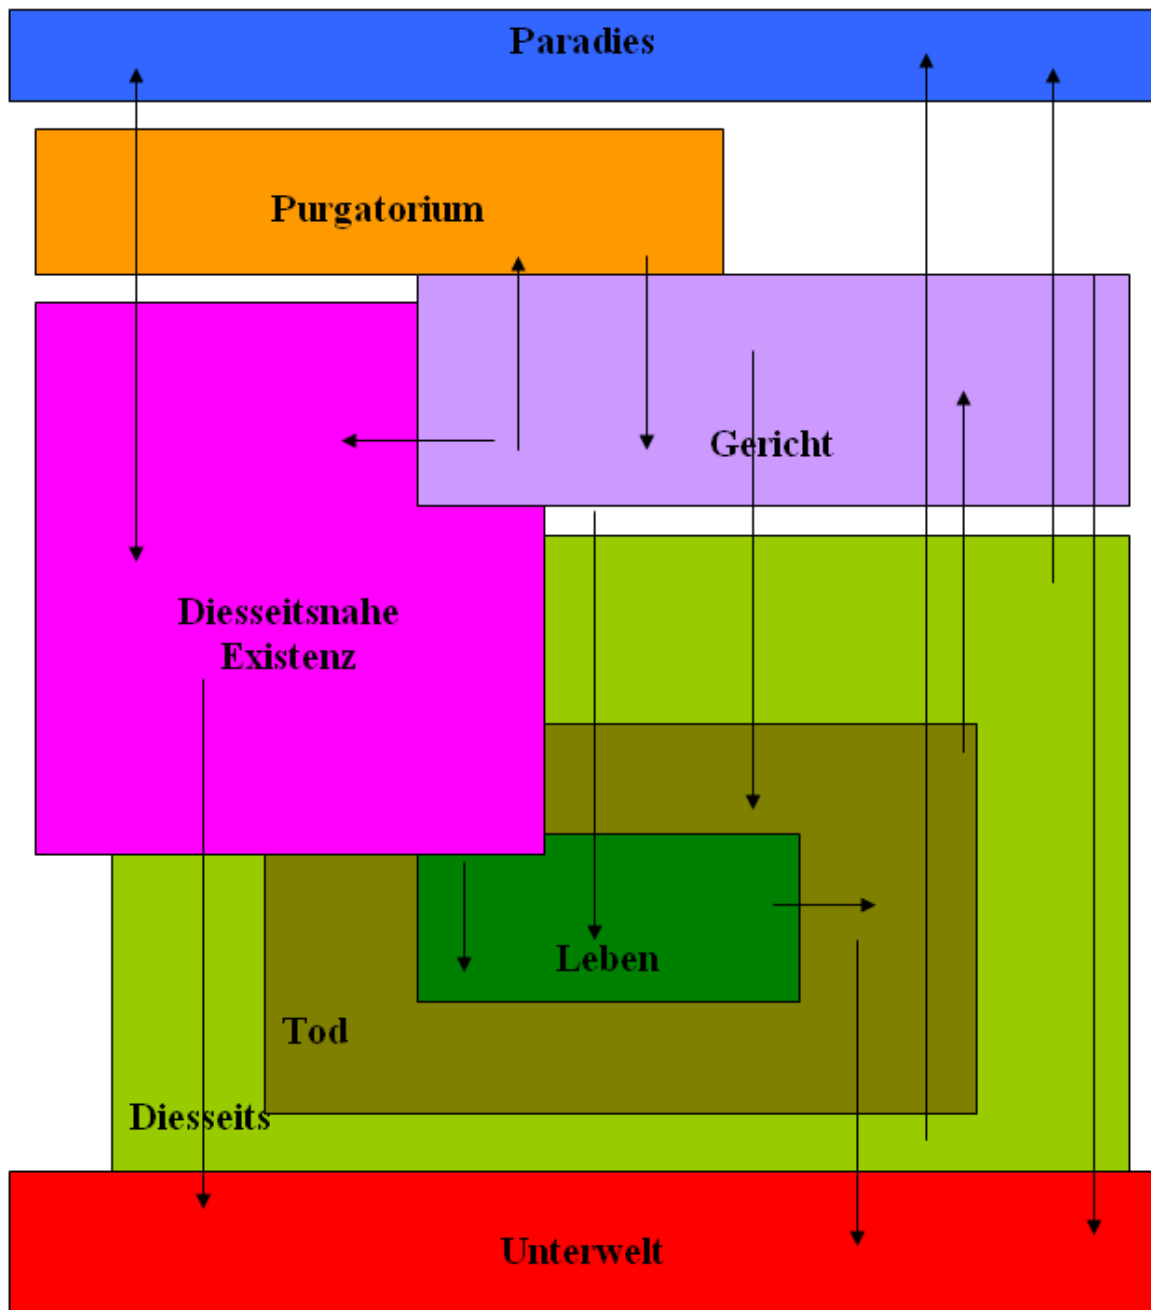 Paradies
Purgatorium
Gericht
Diesseitsnahe
Existenz
Leben
Tod
Diesseits
Unterwelt